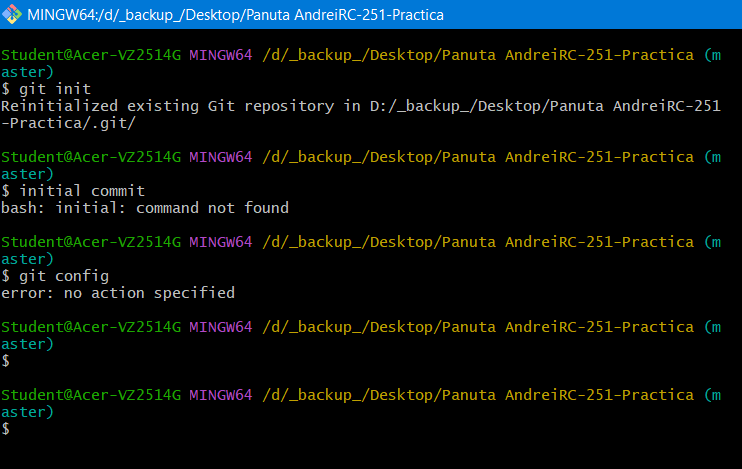 MINGW64:/d/_backup_/Desktop/Panuta AndreiRC-251-Practica
Student@Acer-VZ2514G MINGW64 /d/_backup_/Desktop/Panuta AndreiRC-251-Practica (m
aster)
$ git init
Reinitialized existing Git repository in D:/_backup_/Desktop/Panuta AndreiRC-251
-Practica/.git/
Student@Acer-VZ2514G MINGW64 /d/_backup_/Desktop/Panuta AndreiRC-251-Practica (m
aster)
$ initial commit
bash: initial: command not found
Student@Acer-VZ2514G MINGW64 /d/_backup_/Desktop/Panuta AndreiRC-251-Practica (m
aster)
$ git config
error: no action specified
Student@Acer-VZ2514G MINGW64 /d/_backup_/Desktop/Panuta AndreiRC-251-Practica (m
aster)
$
Student@Acer-VZ2514G MINGW64 /d/_backup_/Desktop/Panuta AndreiRC-251-Practica (m
aster)
$